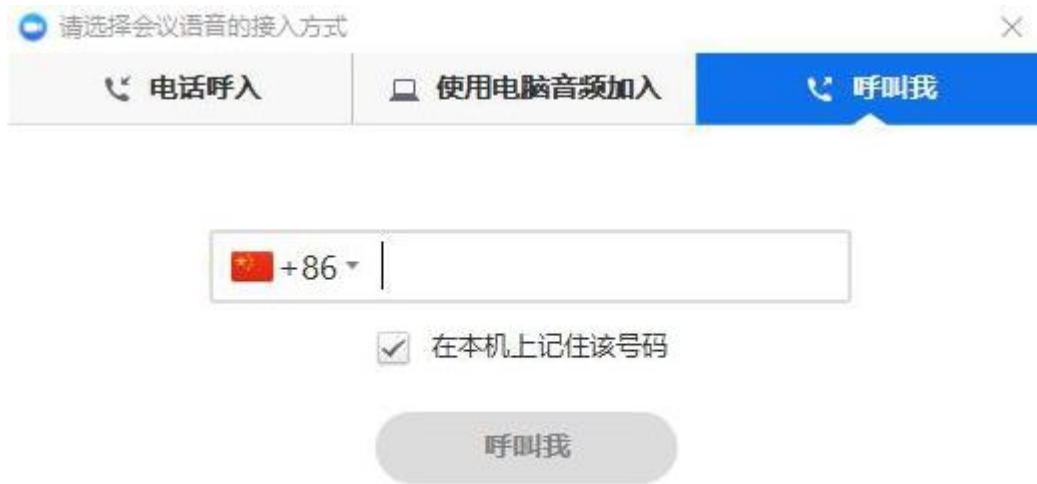 请选择会议语音的接入方式
电话呼入 使用电脑音频加入 呼叫我
+86
在本机上记住该号码
呼叫我